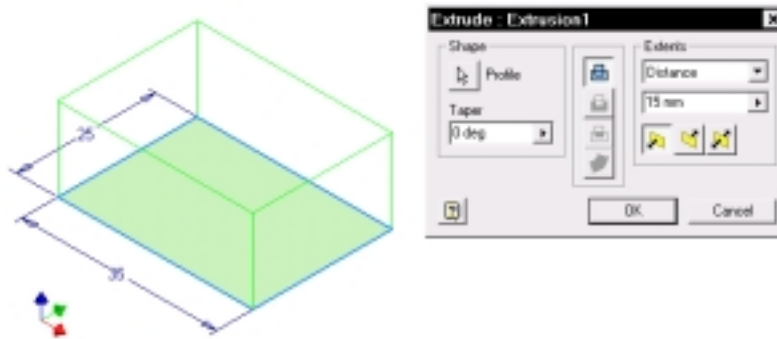 25
35
Extrude : Extrusion1
Shape
Profile
Taper
0 deg
Extents
Distance
15 mm
OK
Cancel